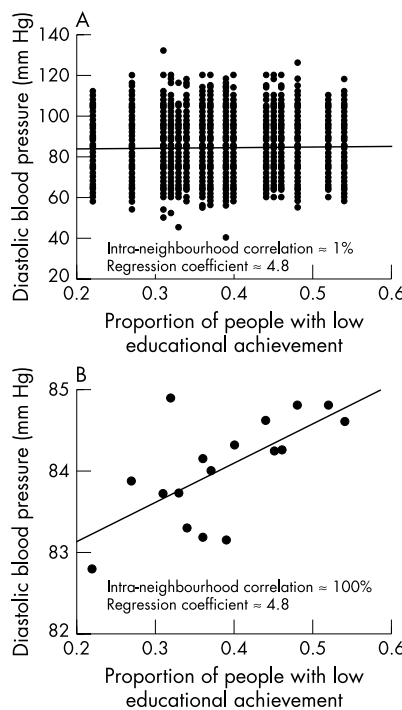 A
Diastolic blood pressure (mm Hg)
140
120
100
80
60
40
20
Intra-neighbourhood correlation ≈ 1%
Regression coefficient ≈ 4.8
0.2 0.3 0.4 0.5 0.6
Proportion of people with low
educational achievement
B
Diastolic blood pressure (mm Hg)
85
84
83
82
Intra-neighbourhood correlation ≈ 100%
Regression coefficient ≈ 4.8
0.2 0.3 0.4 0.5 0.6
Proportion of people with low
educational achievement